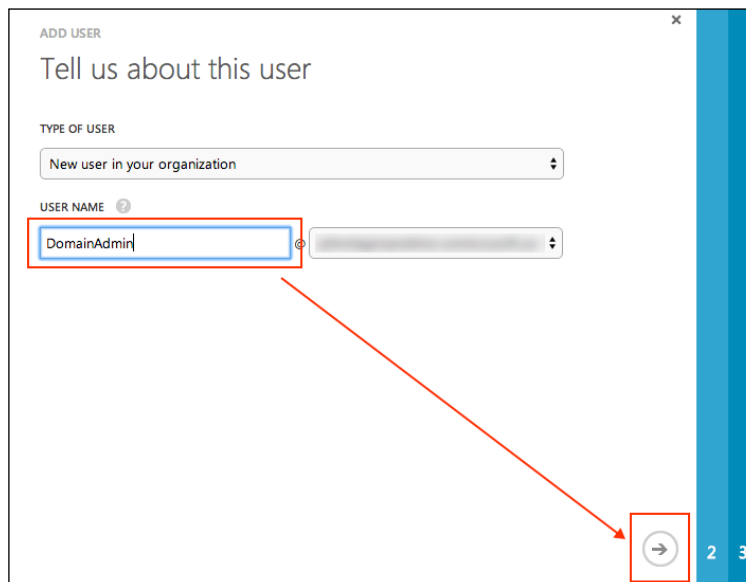 ADD USER
Tell us about this user
TYPE OF USER
New user in your organization
USER NAME ?
DomainAdmin @
2 3